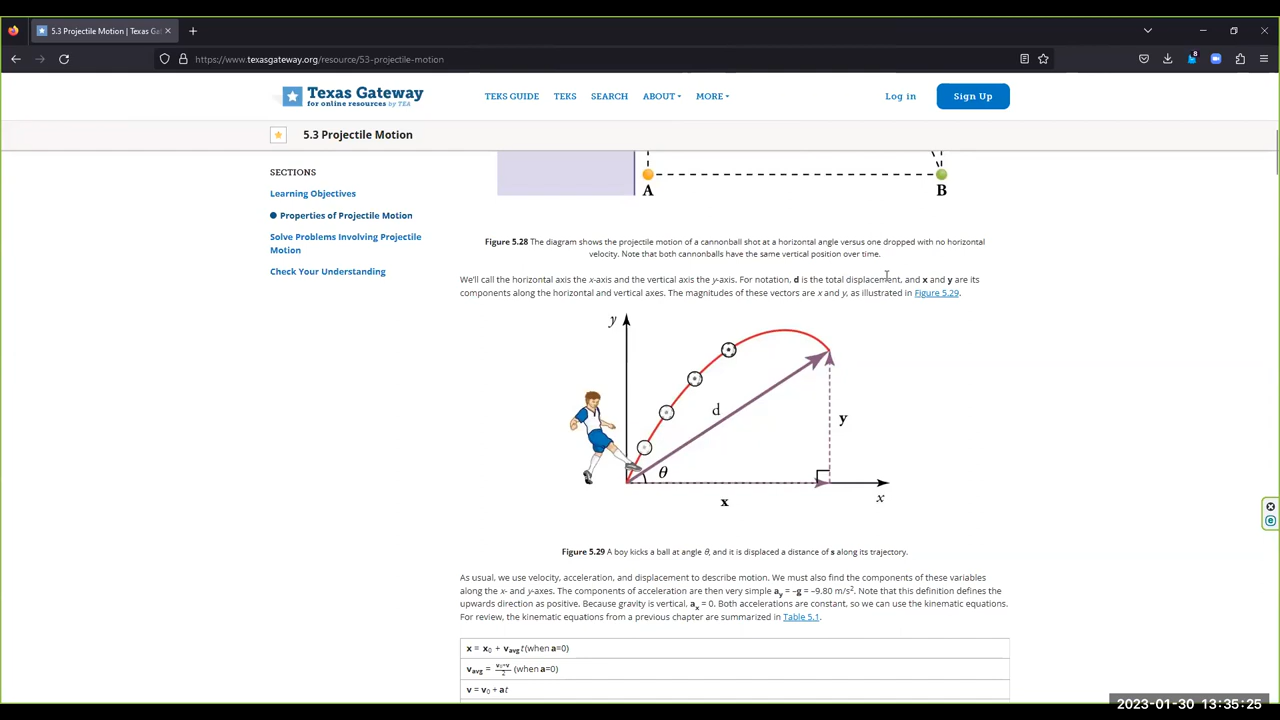 5.3 Projectile Motion | Texas Ga
https://www.texasgateway.org/resource/53-projectile-motion
8
Texas Gateway
for online resources by TEA
TEKS GUIDE TEKS SEARCH ABOUT MORE
Log in
Sign Up
5.3 Projectile Motion
SECTIONS
Learning Objectives
Properties of Projectile Motion
Solve Problems Involving Projectile
Motion
Check Your Understanding
A
B
Figure 5.28 The diagram shows the projectile motion of a cannonball shot at a horizontal angle versus one dropped with no horizontal
velocity. Note that both cannonballs have the same vertical position over time.
We'll call the horizontal axis the x-axis and the vertical axis the y-axis. For notation, d is the total displacement, and x and y are its
components along the horizontal and vertical axes. The magnitudes of these vectors are x and y, as illustrated in Figure 5.29.
y
d
y
θ
x
x
Figure 5.29 A boy kicks a ball at angle θ, and it is displaced a distance of s along its trajectory.
As usual, we use velocity, acceleration, and displacement to describe motion. We must also find the components of these variables
along the x- and y-axes. The components of acceleration are then very simple a_y = –g = –9.80 m/s². Note that this definition defines the
upwards direction as positive. Because gravity is vertical, a_x = 0. Both accelerations are constant, so we can use the kinematic equations.
For review, the kinematic equations from a previous chapter are summarized in Table 5.1.
x = x₀ + v_avg t (when a=0)
v_avg = (v₀+v)/2 (when a=0)
v = v₀ + at
2023-01-30 13:35:25